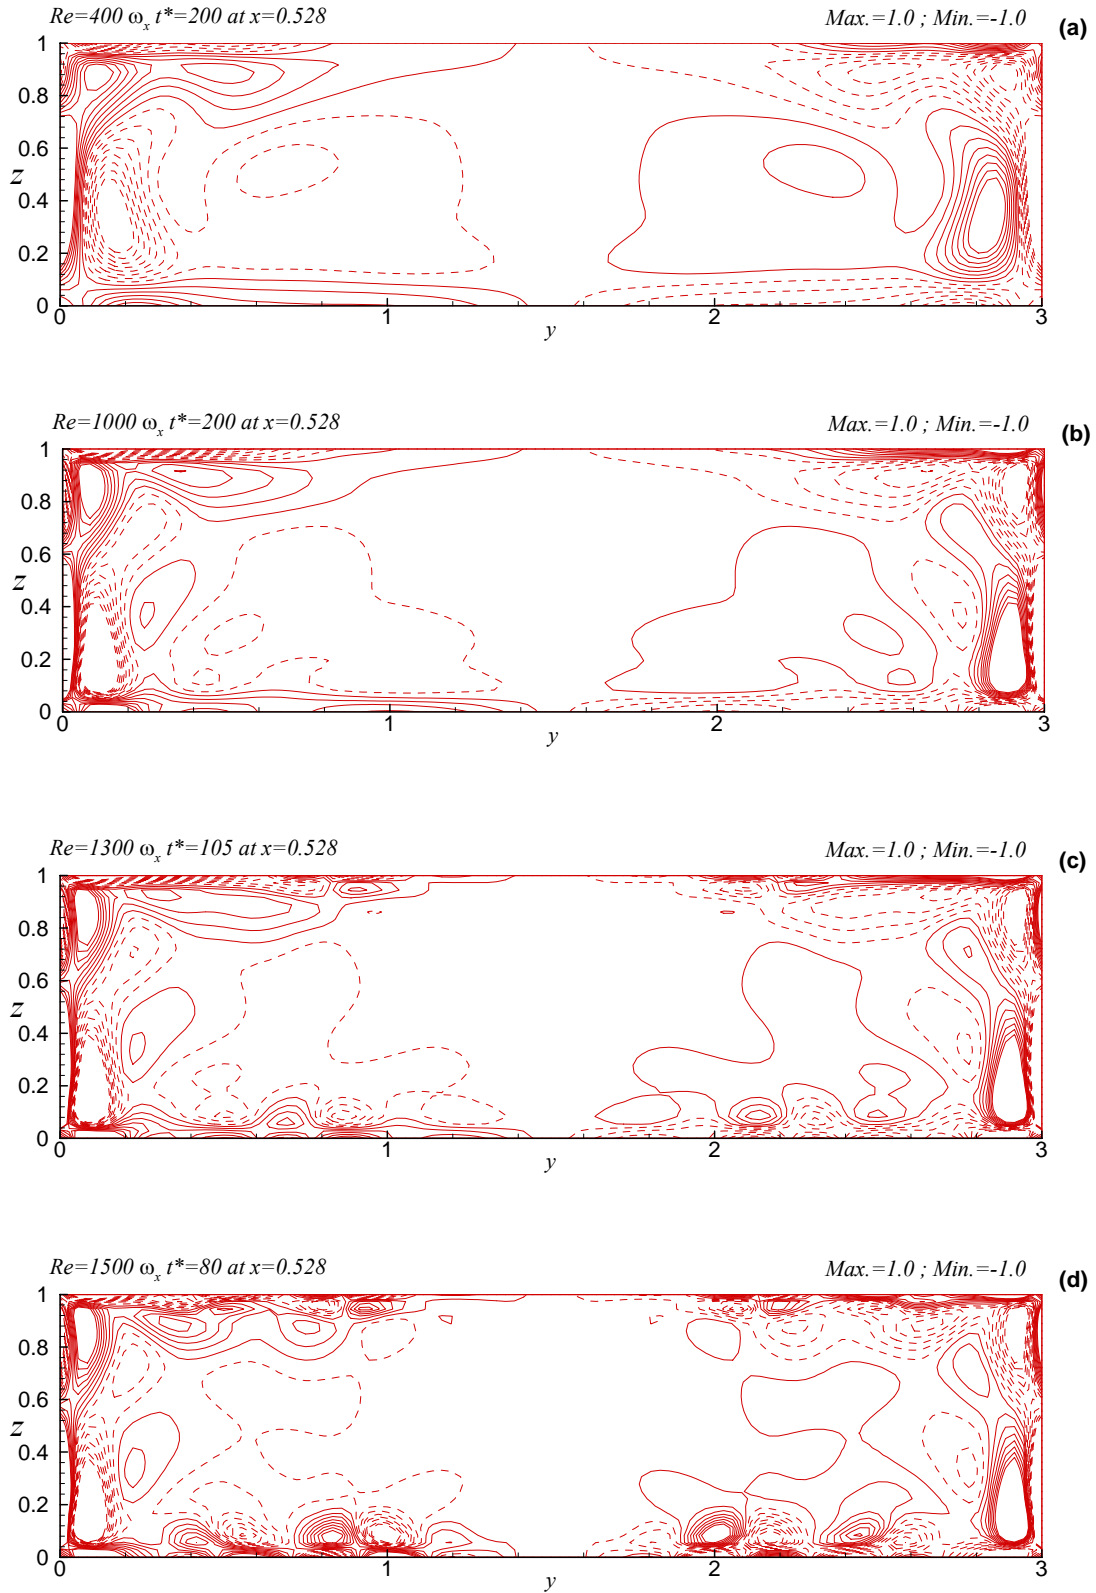 Re=400 ωx t*=200 at x=0.528 Max.=1.0 ; Min.=-1.0 (a)
1
0.8
0.6
z
0.4
0.2
0
0 1 2 3
y
Re=1000 ωx t*=200 at x=0.528 Max.=1.0 ; Min.=-1.0 (b)
1
0.8
0.6
z
0.4
0.2
0
0 1 2 3
y
Re=1300 ωx t*=105 at x=0.528 Max.=1.0 ; Min.=-1.0 (c)
1
0.8
0.6
z
0.4
0.2
0
0 1 2 3
y
Re=1500 ωx t*=80 at x=0.528 Max.=1.0 ; Min.=-1.0 (d)
1
0.8
0.6
z
0.4
0.2
0
0 1 2 3
y